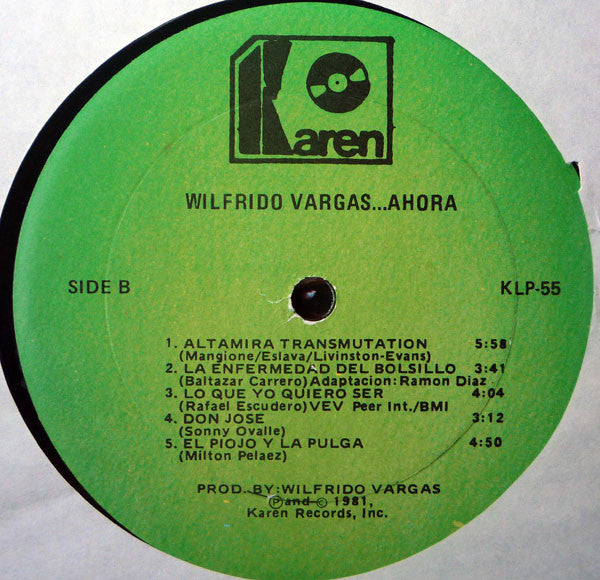 Karen
WILFRIDO VARGAS...AHORA
SIDE B
KLP-55
1. ALTAMIRA TRANSMUTATION 5:58
(Mangione/Eslava/Livinston-Evans)
2. LA ENFERMEDAD DEL BOLSILLO 3:41
(Baltazar Carrero) Adaptacion: Ramon Diaz
3. LO QUE YO QUIERO SER 4:04
(Rafael Escudero) VEV Peer Int./BMI
4. DON JOSE 3:12
(Sonny Ovalle)
5. EL PIOJO Y LA PULGA 4:50
(Milton Pelaez)
PROD. BY: WILFRIDO VARGAS
Ⓟ and © 1981,
Karen Records, Inc.